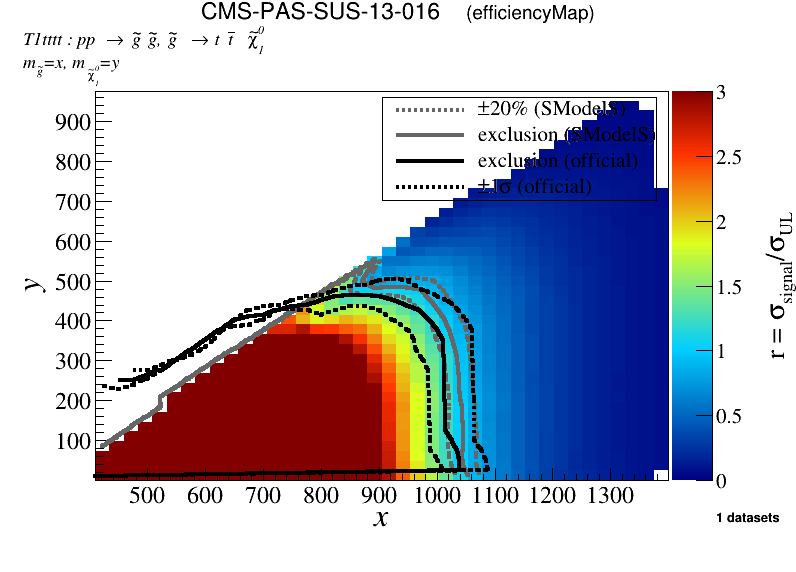 CMS-PAS-SUS-13-016 (efficiencyMap)
T1tttt : pp → g̃ g̃, g̃ → t t̄ χ̃⁰₁
m_g̃=x, m_χ̃⁰₁=y
±20% (SModelS)
exclusion (SModelS)
exclusion (official)
±1σ (official)
900
800
700
600
500
400
300
200
100
y
500 600 700 800 900 1000 1100 1200 1300
x
3
2.5
2
1.5
1
0.5
0
r = σ_signal/σ_UL
1 datasets